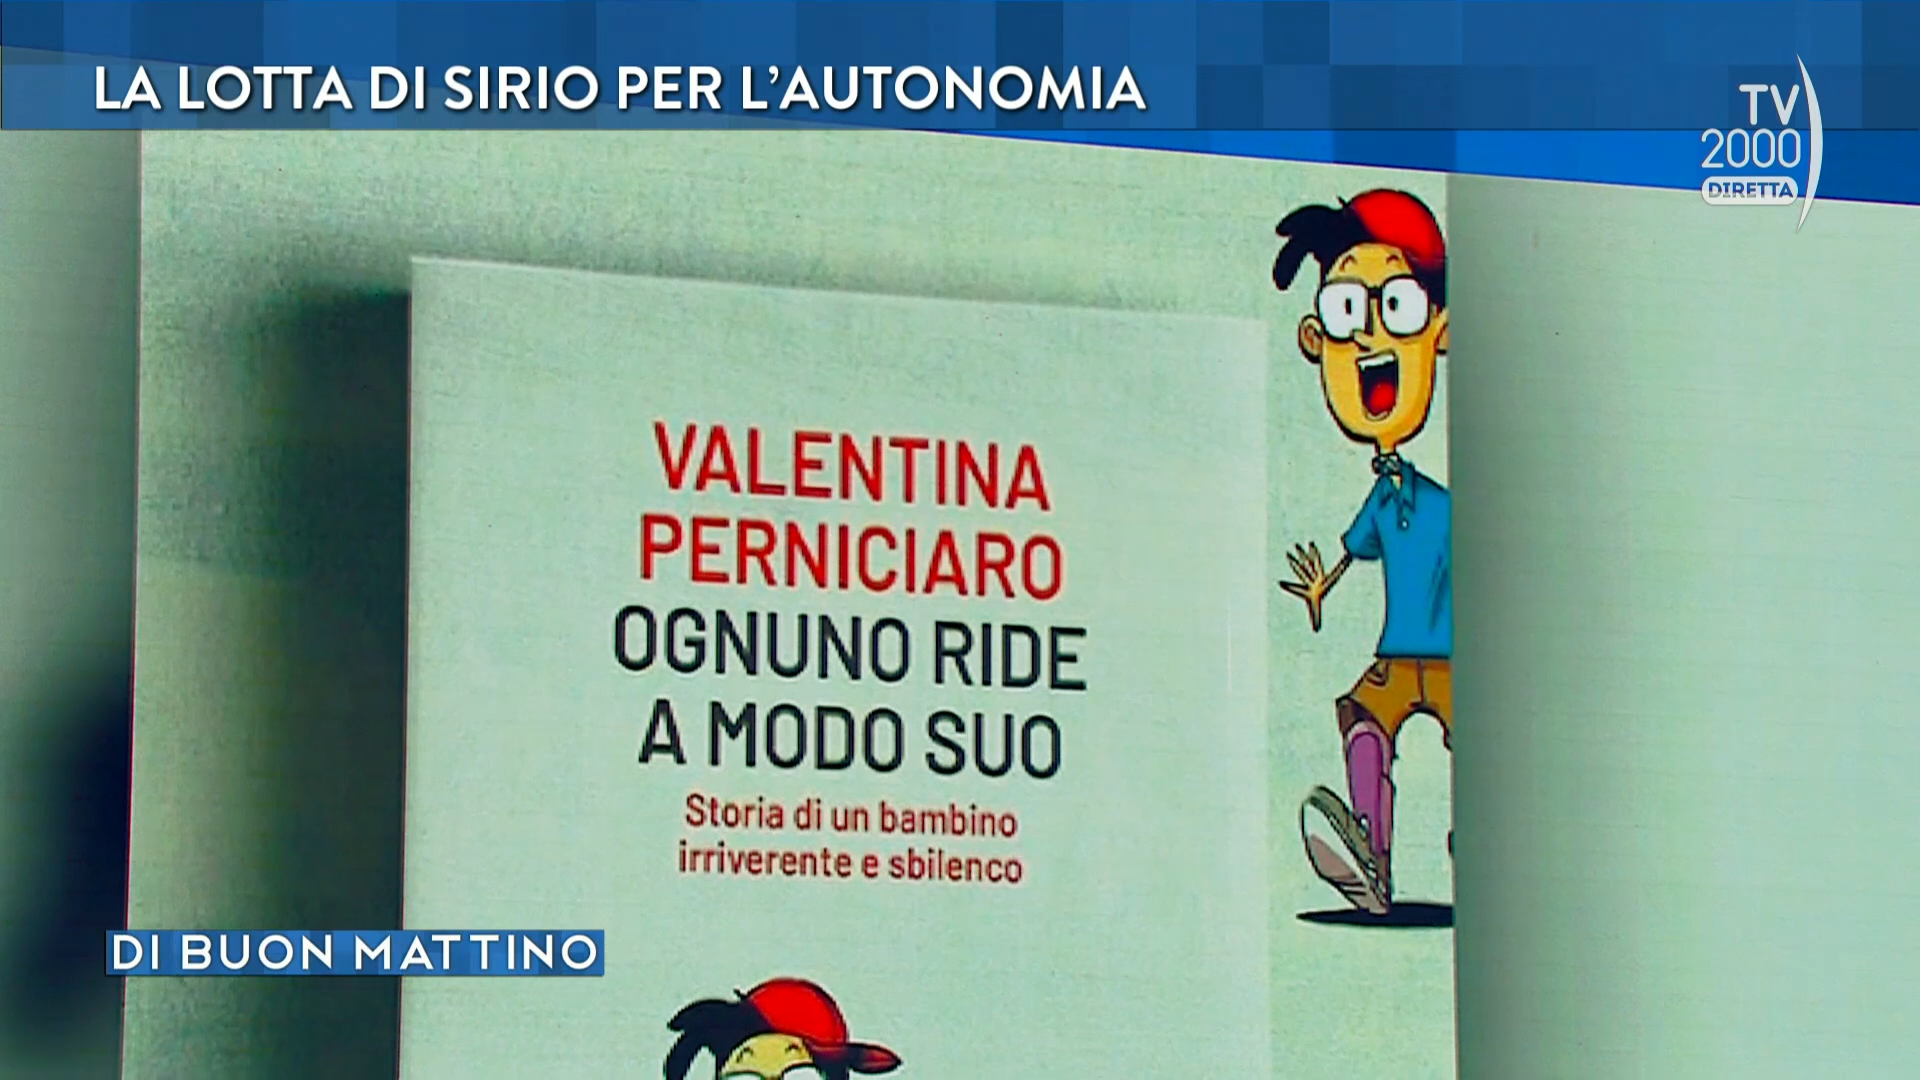 LA LOTTA DI SIRIO PER L'AUTONOMIA
TV
2000
DIRETTA
VALENTINA
PERNICIARO
OGNUNO RIDE
A MODO SUO
Storia di un bambino
irriverente e sbilenco
DI BUON MATTINO